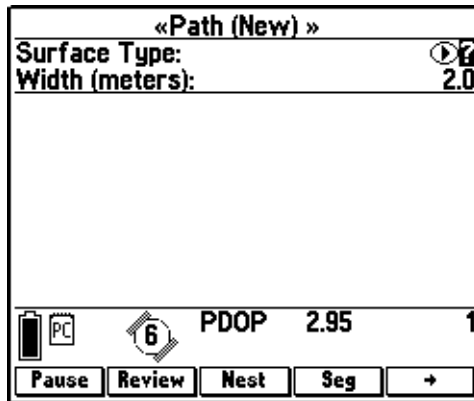 «Path (New) »
Surface Type: ?
Width (meters): 2.0
PC 6 PDOP 2.95 1
Pause Review Nest Seg →